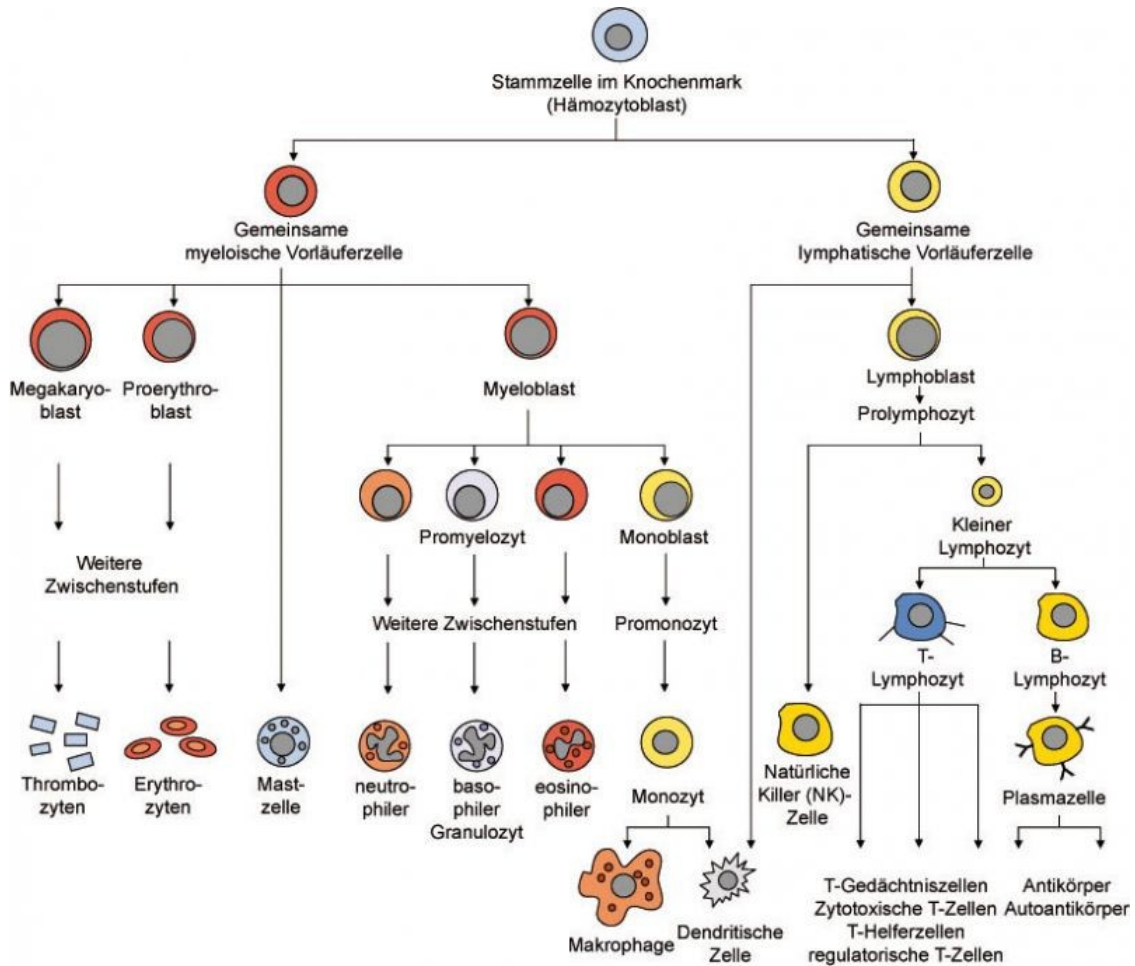 Stammzelle im Knochenmark
(Hämozytoblast)
Gemeinsame
myeloische Vorläuferzelle
Gemeinsame
lymphatische Vorläuferzelle
Megakaryo-
blast
Proerythro-
blast
Myeloblast
Lymphoblast
Prolymphozyt
Promyelozyt
Monoblast
Kleiner
Lymphozyt
Weitere
Zwischenstufen
Weitere Zwischenstufen
Promonozyt
T-
Lymphozyt
B-
Lymphozyt
Thrombo-
zyten
Erythro-
zyten
Mast-
zelle
neutro-
philer
baso-
philer
Granulozyt
eosino-
philer
Monozyt
Natürliche
Killer (NK)-
Zelle
Plasmazelle
Makrophage
Dendritische
Zelle
T-Gedächtniszellen
Zytotoxische T-Zellen
T-Helferzellen
regulatorische T-Zellen
Antikörper
Autoantikörper